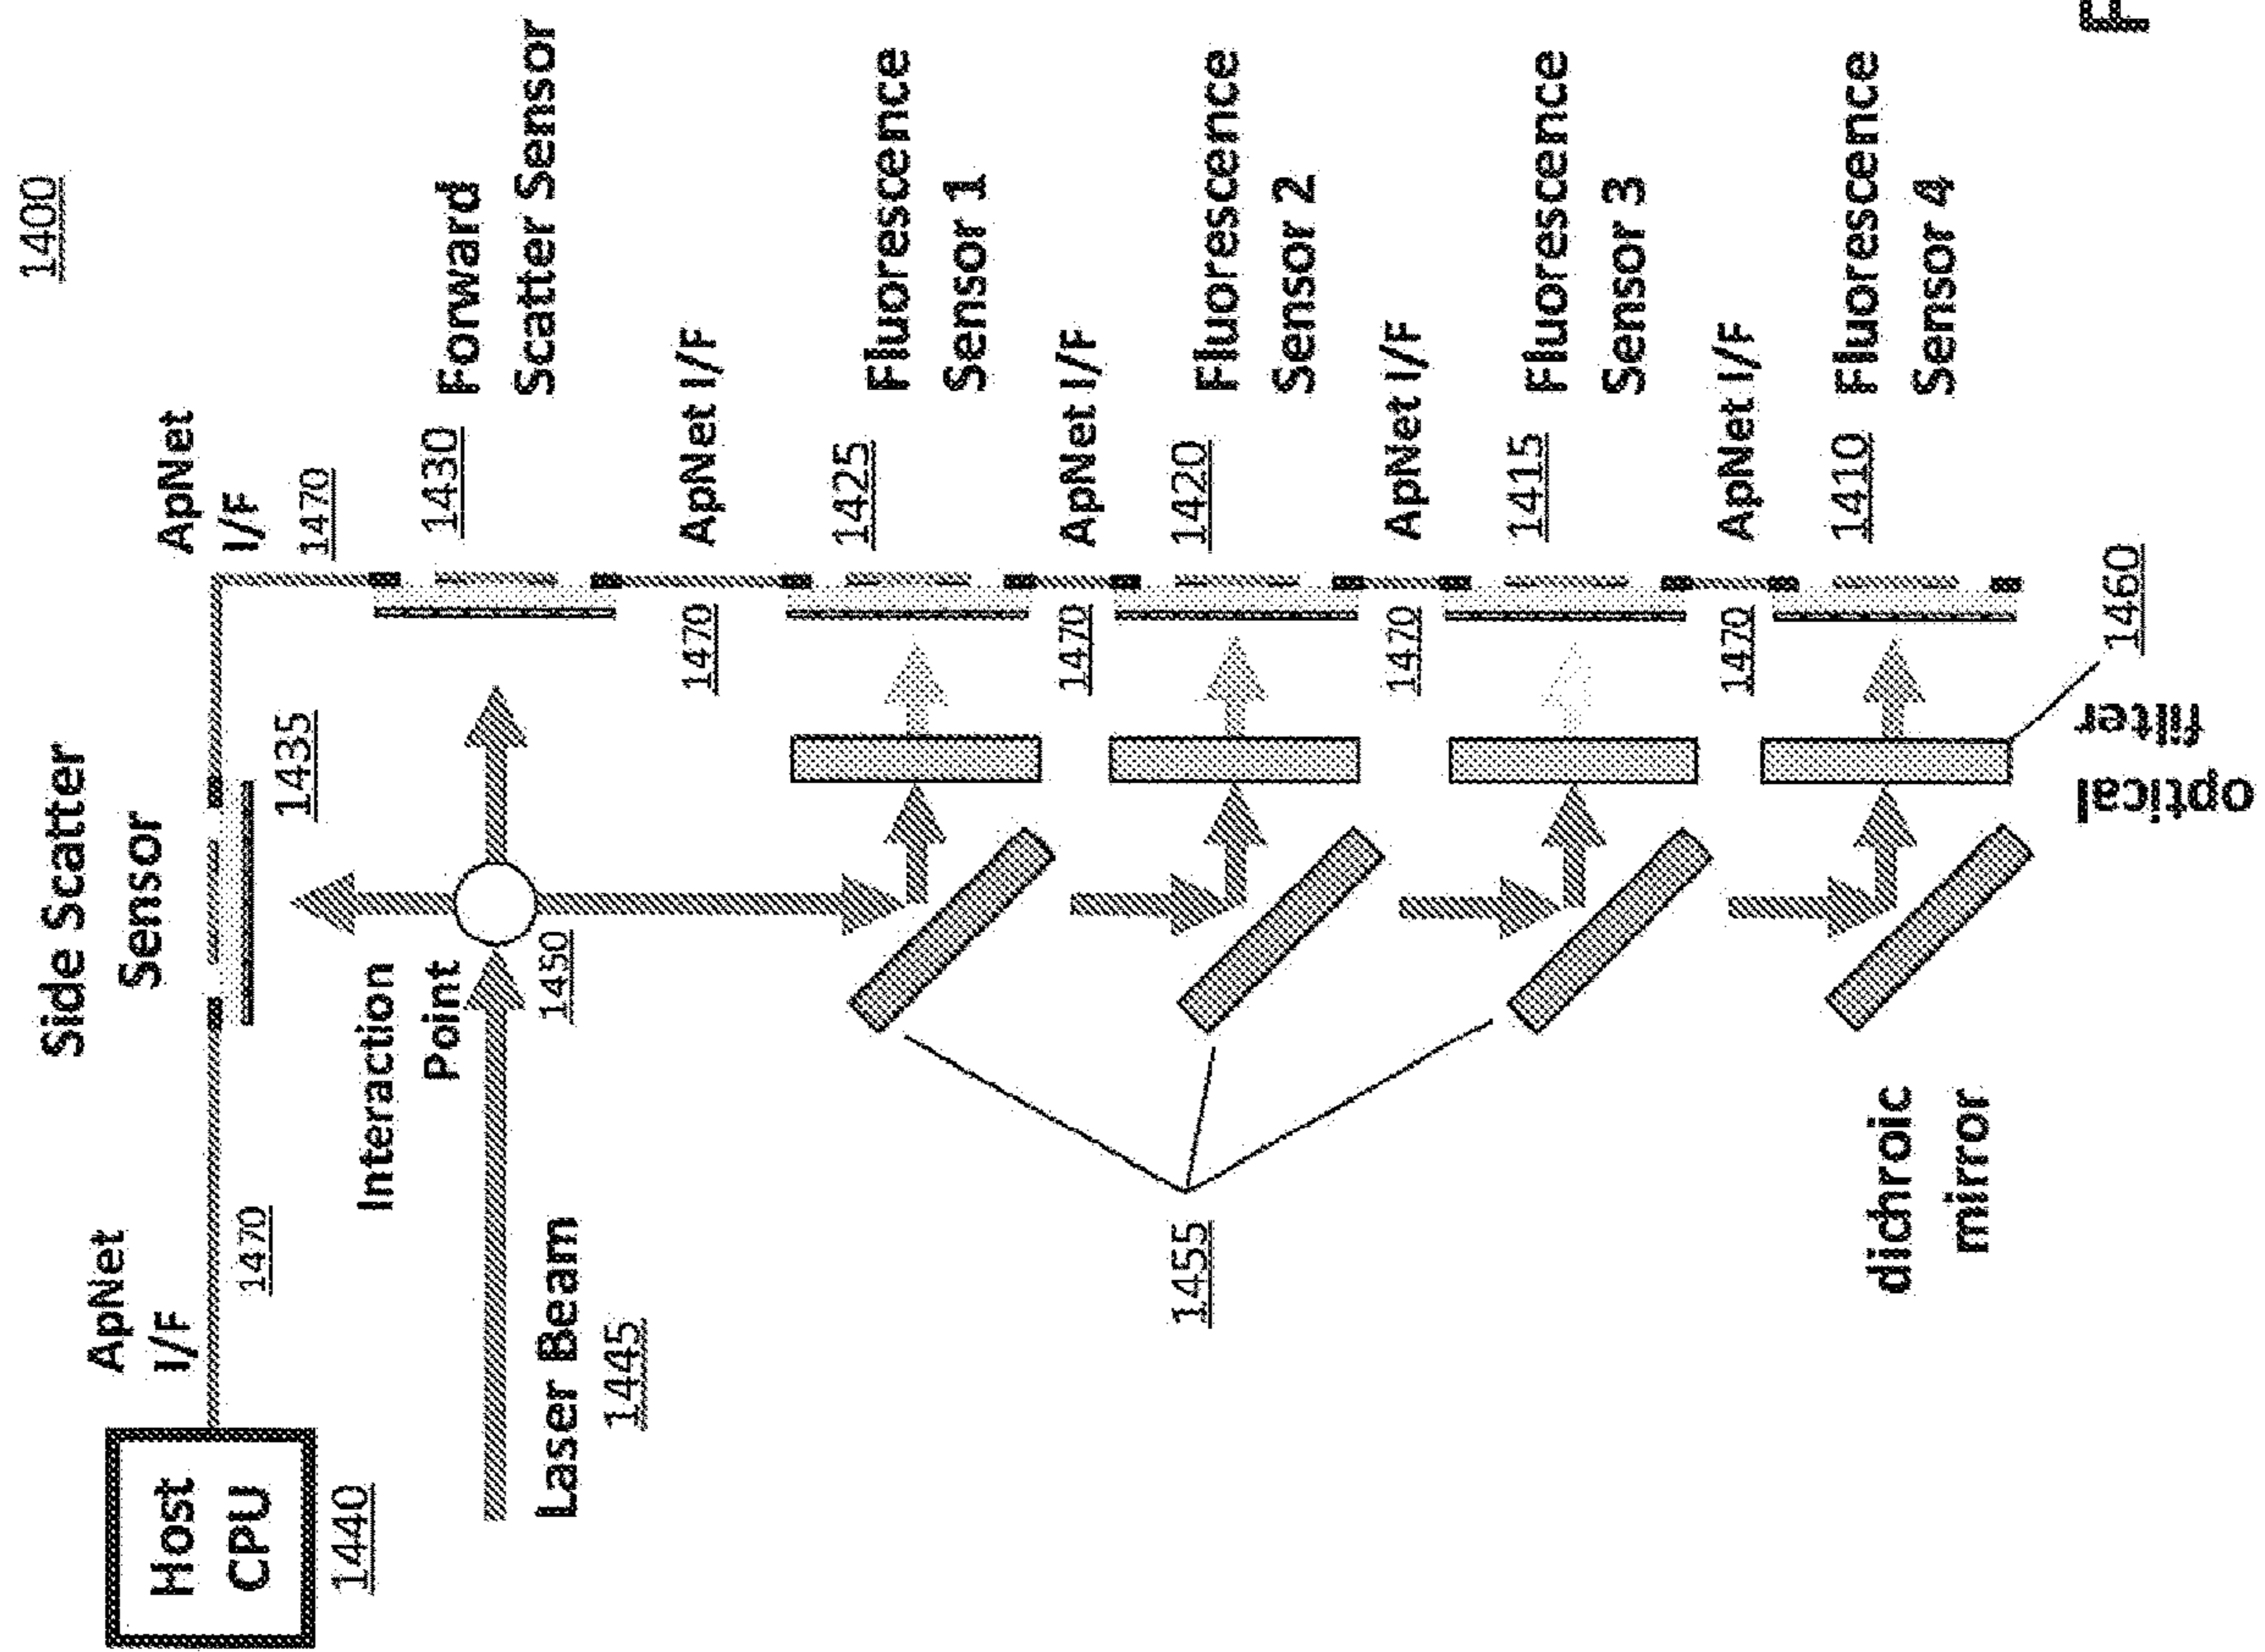 1400
Side Scatter
Sensor
1435
ApNet
I/F
1470
Host
CPU
1440
ApNet
I/F
1470
Interaction
Point
1450
Laser Beam
1445
1430
Forward
Scatter Sensor
ApNet I/F
1470
1425
Fluorescence
Sensor 1
ApNet I/F
1470
1420
Fluorescence
Sensor 2
1455
ApNet I/F
1470
1415
Fluorescence
Sensor 3
ApNet I/F
1470
1410
Fluorescence
Sensor 4
dichroic
mirror
1460
optical
filter
F